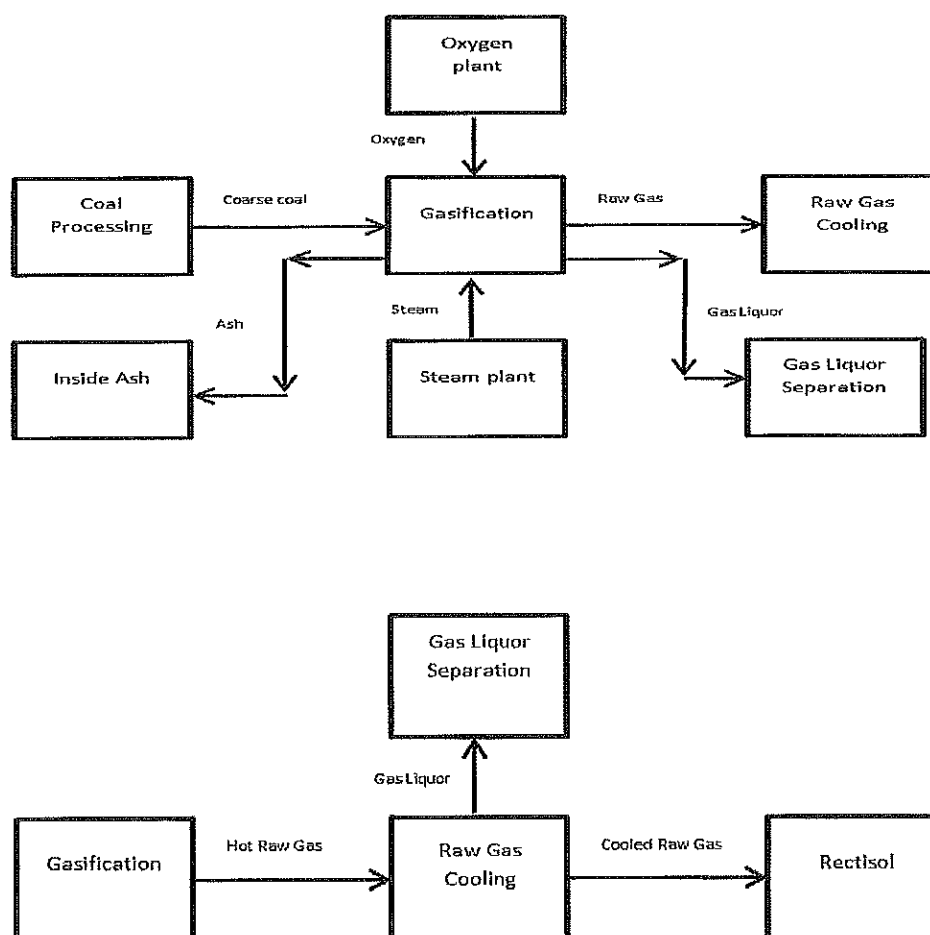 Oxygen
plant
Oxygen
Coal
Processing
Coarse coal
Gasification
Raw Gas
Raw Gas
Cooling
Ash
Steam
Gas Liquor
Inside Ash
Steam plant
Gas Liquor
Separation
Gas Liquor
Separation
Gas Liquor
Gasification
Hot Raw Gas
Raw Gas
Cooling
Cooled Raw Gas
Rectisol